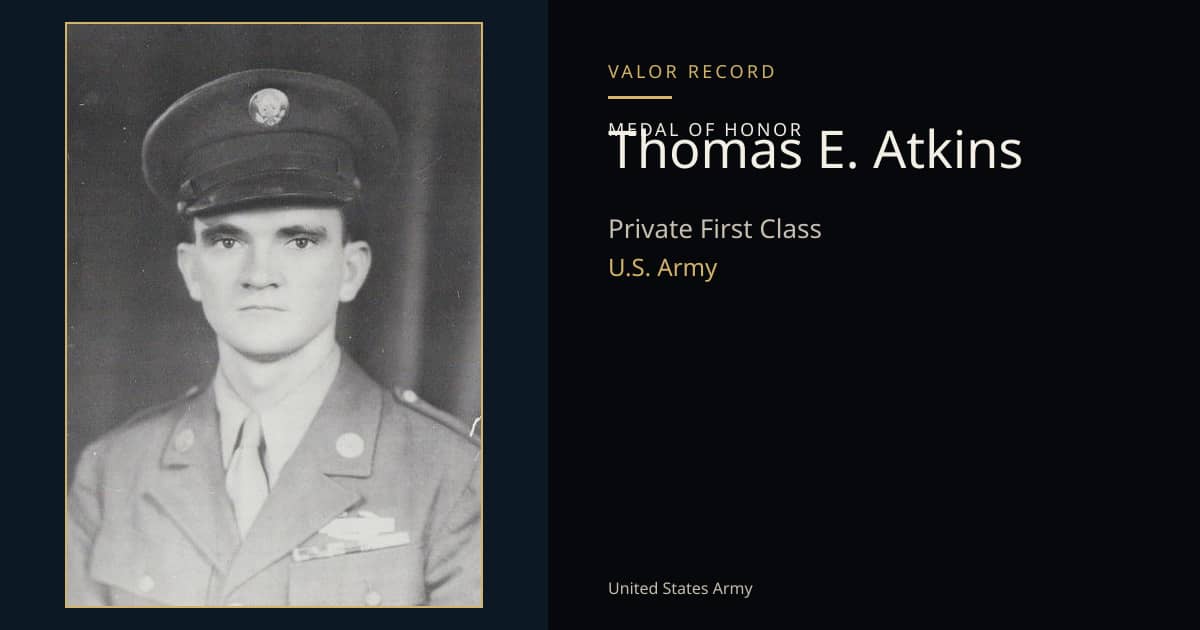 VALOR RECORD
MEDAL OF HONOR
Thomas E. Atkins
Private First Class
U.S. Army
United States Army